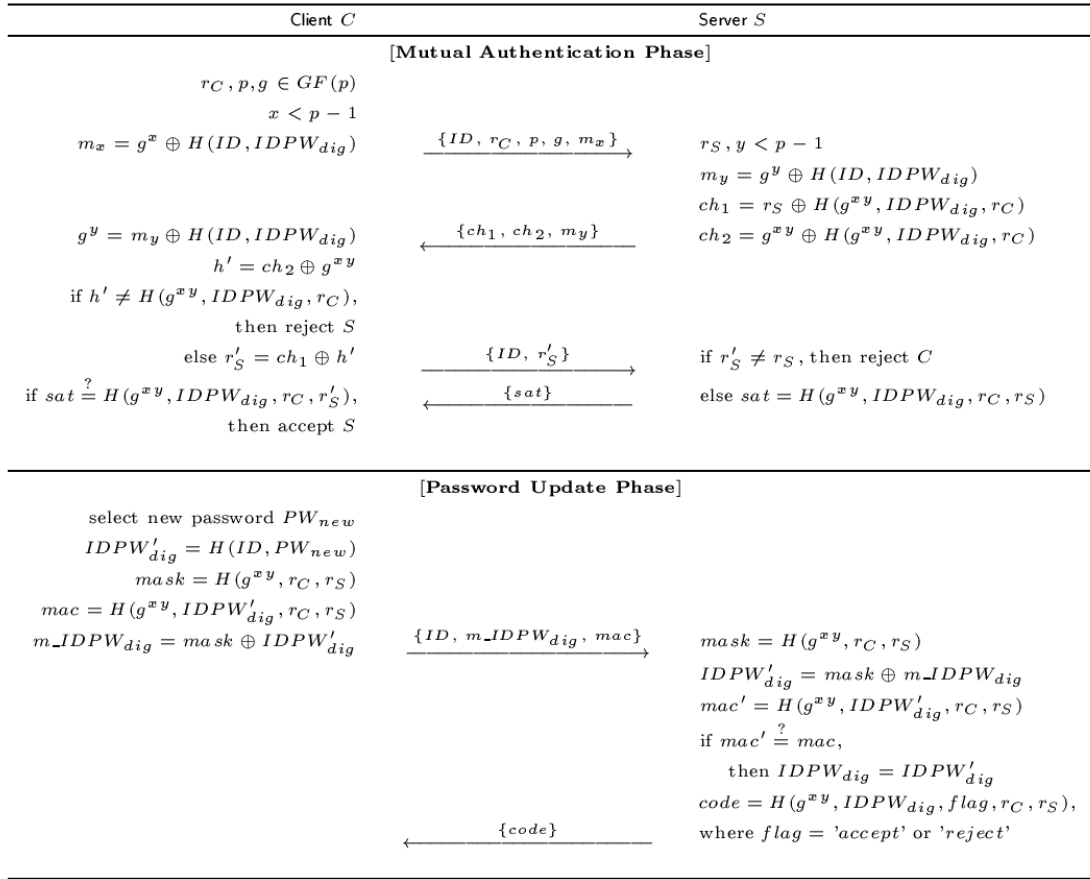 Client C Server S
[Mutual Authentication Phase]
r_C, p, g ∈ GF(p)
x < p − 1
m_x = g^x ⊕ H(ID, IDPW_dig) {ID, r_C, p, g, m_x} r_S, y < p − 1
m_y = g^y ⊕ H(ID, IDPW_dig)
ch_1 = r_S ⊕ H(g^xy, IDPW_dig, r_C)
g^y = m_y ⊕ H(ID, IDPW_dig) {ch_1, ch_2, m_y} ch_2 = g^xy ⊕ H(g^xy, IDPW_dig, r_C)
h' = ch_2 ⊕ g^xy
if h' ≠ H(g^xy, IDPW_dig, r_C),
then reject S
else r'_S = ch_1 ⊕ h' {ID, r'_S} if r'_S ≠ r_S, then reject C
if sat ≟ H(g^xy, IDPW_dig, r_C, r'_S), {sat} else sat = H(g^xy, IDPW_dig, r_C, r_S)
then accept S
[Password Update Phase]
select new password PW_new
IDPW'_dig = H(ID, PW_new)
mask = H(g^xy, r_C, r_S)
mac = H(g^xy, IDPW'_dig, r_C, r_S)
m_IDPW_dig = mask ⊕ IDPW'_dig {ID, m_IDPW_dig, mac} mask = H(g^xy, r_C, r_S)
IDPW'_dig = mask ⊕ m_IDPW_dig
mac' = H(g^xy, IDPW'_dig, r_C, r_S)
if mac' ≟ mac,
then IDPW_dig = IDPW'_dig
code = H(g^xy, IDPW_dig, flag, r_C, r_S),
{code} where flag = 'accept' or 'reject'